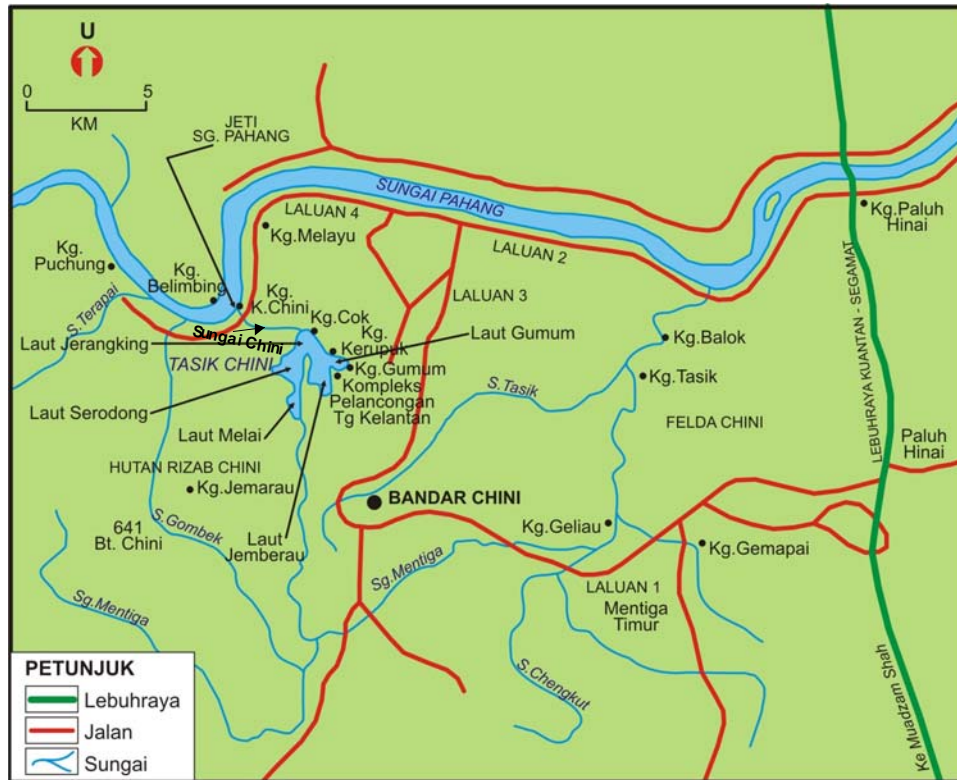 U
0 5
KM
JETI
SG. PAHANG
SUNGAI PAHANG
LALUAN 4
Kg.Melayu
Kg.Paluh
Hinai
LALUAN 2
Kg.
Puchung
Kg.
Belimbing
Kg.
K.Chini
LALUAN 3
S.Terapai
Sungai Chini
Kg.Cok
Kg.
Kerupuk
Laut Gumum
Kg.Balok
Laut Jerangking
TASIK CHINI
Kg.Gumum
Kompleks
Pelancongan
Tg Kelantan
S.Tasik
Kg.Tasik
LEBUHRAYA KUANTAN - SEGAMAT
Laut Serodong
FELDA CHINI
Laut Melai
Paluh
Hinai
HUTAN RIZAB CHINI
Kg.Jemarau
BANDAR CHINI
S.Gombek
641
Bt. Chini
Laut
Jemberau
Kg.Geliau
Kg.Gemapai
Sg.Mentiga
Sg.Mentiga
LALUAN 1
Mentiga
Timur
S.Chengkut
Ke Muadzam Shah
PETUNJUK
Lebuhraya
Jalan
Sungai